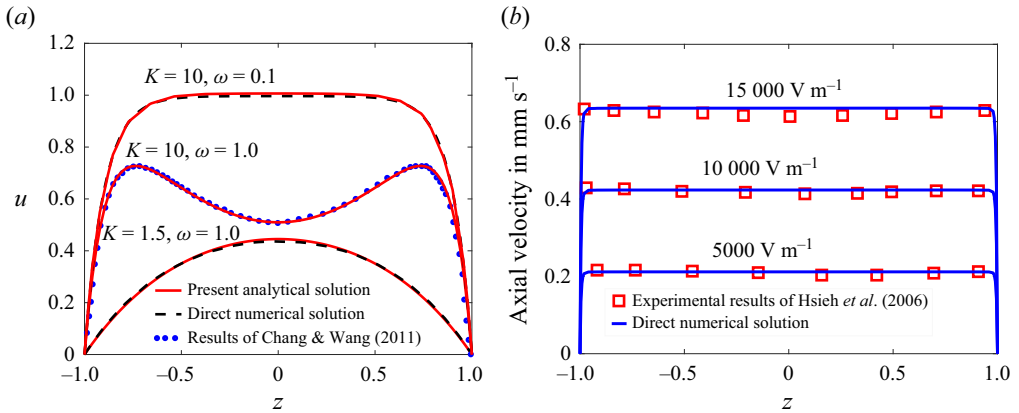 (a)
1.2
1.0
0.8
0.6
0.4
0.2
0
u
K = 10, ω = 0.1
K = 10, ω = 1.0
K = 1.5, ω = 1.0
Present analytical solution
Direct numerical solution
Results of Chang & Wang (2011)
–1.0 –0.5 0 0.5 1.0
z
(b)
0.8
0.6
0.4
0.2
0
Axial velocity in mm s⁻¹
15 000 V m⁻¹
10 000 V m⁻¹
5000 V m⁻¹
Experimental results of Hsieh et al. (2006)
Direct numerical solution
–1.0 –0.5 0 0.5 1.0
z